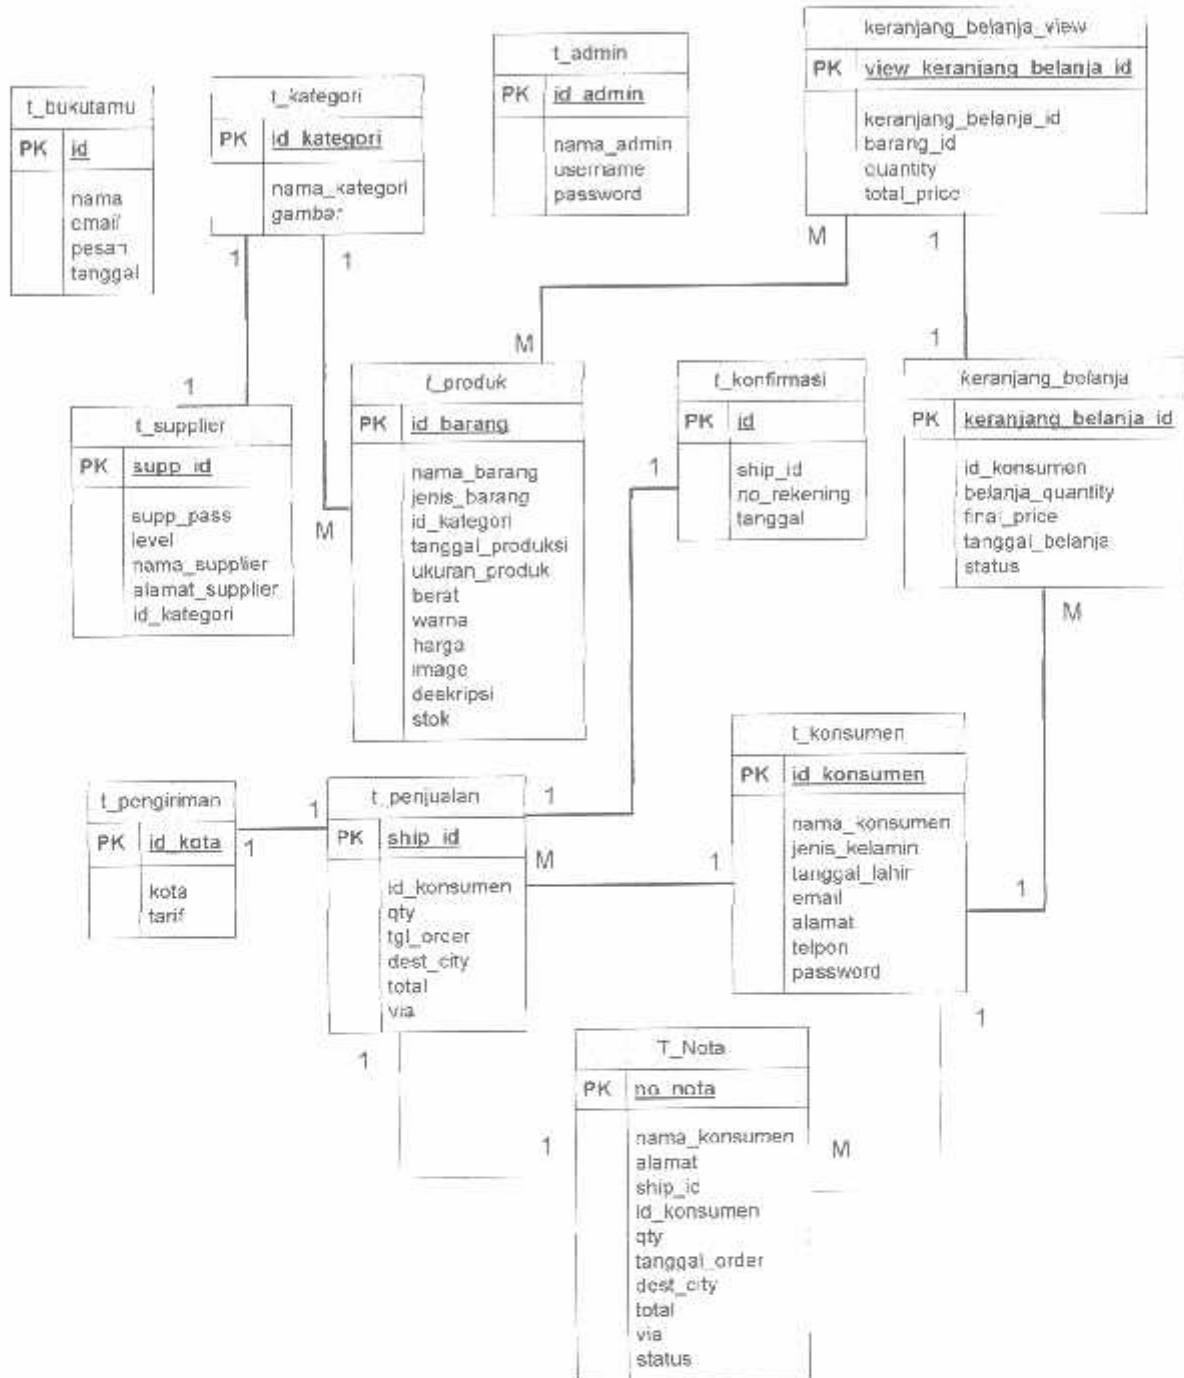 keranjang_belanja_view
PK view_keranjang_belanja_id
keranjang_belanja_id
barang_id
quantity
total_price
t_admin
PK id_admin
nama_admin
username
password
t_kategori
PK id_kategori
nama_kategori
gambar
t_bukutamu
PK id
nama
email
pesan
tanggal
M
1
1
1
M
1
1
t_supplier
PK supp_id
supp_pass
level
nama_supplier
alamat_supplier
id_kategori
M
t_produk
PK id_barang
nama_barang
jenis_barang
id_kategori
tanggal_produksi
ukuran_produk
berat
warna
harga
image
deekripsi
stok
t_konfirmasi
PK id
ship_id
no_rekening
tanggal
1
keranjang_belanja
PK keranjang_belanja_id
id_konsumen
belanja_quantity
final_price
tanggal_belanja
status
M
t_konsumen
PK id_konsumen
nama_konsumen
jenis_kelamin
tanggal_lahir
email
alamat
telpon
password
1
1
1
t_pengiriman
PK id_kota
kota
tarif
1
1
t_penjualan
PK ship_id
id_konsumen
qty
tgl_order
dest_city
total
via
1
M
1
T_Nota
PK no_nota
nama_konsumen
alamat
ship_id
id_konsumen
qty
tanggal_order
dest_city
total
via
status
1
M